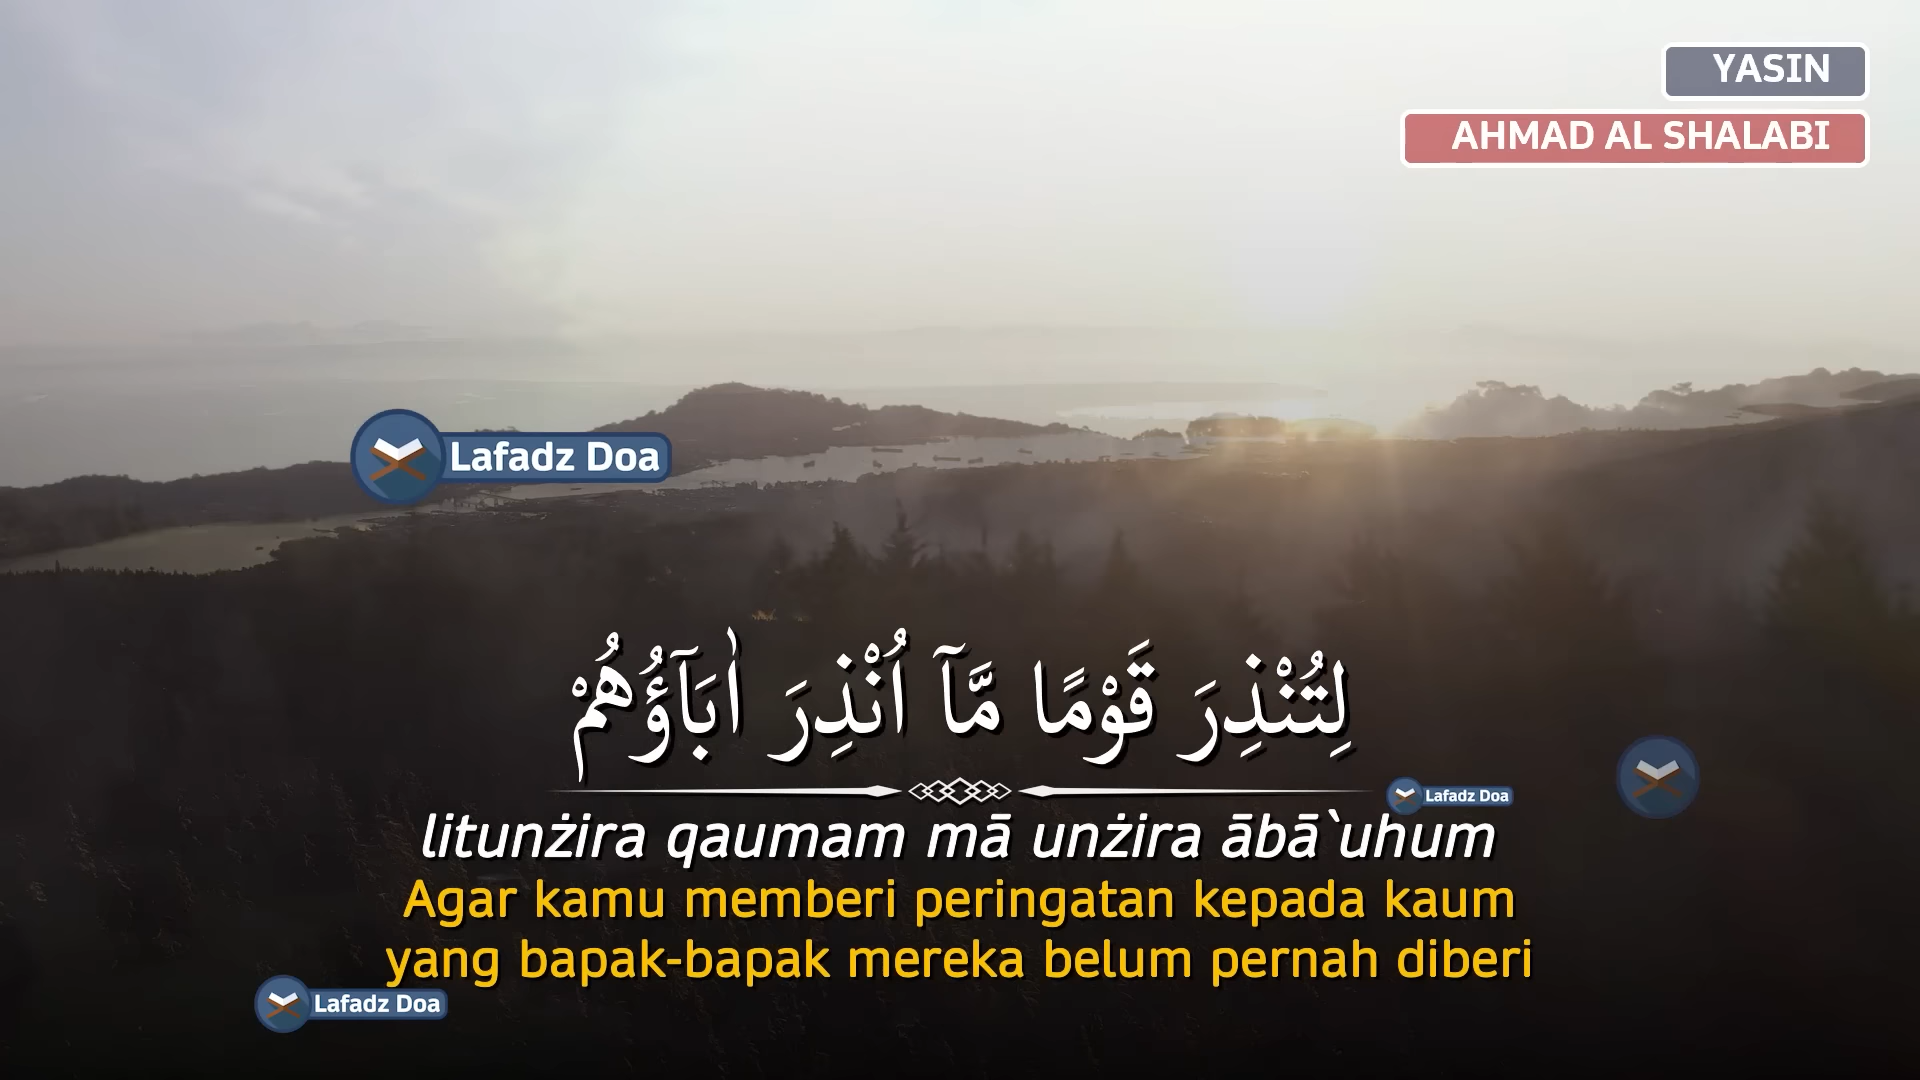 YASIN
AHMAD AL SHALABI
Lafadz Doa
لِتُنْذِرَ قَوْمًا مَّآ اُنْذِرَ اٰبَاۤؤُهُمْ
Lafadz Doa
litunżira qaumam mā unżira ābā`uhum
Agar kamu memberi peringatan kepada kaum
yang bapak-bapak mereka belum pernah diberi
Lafadz Doa